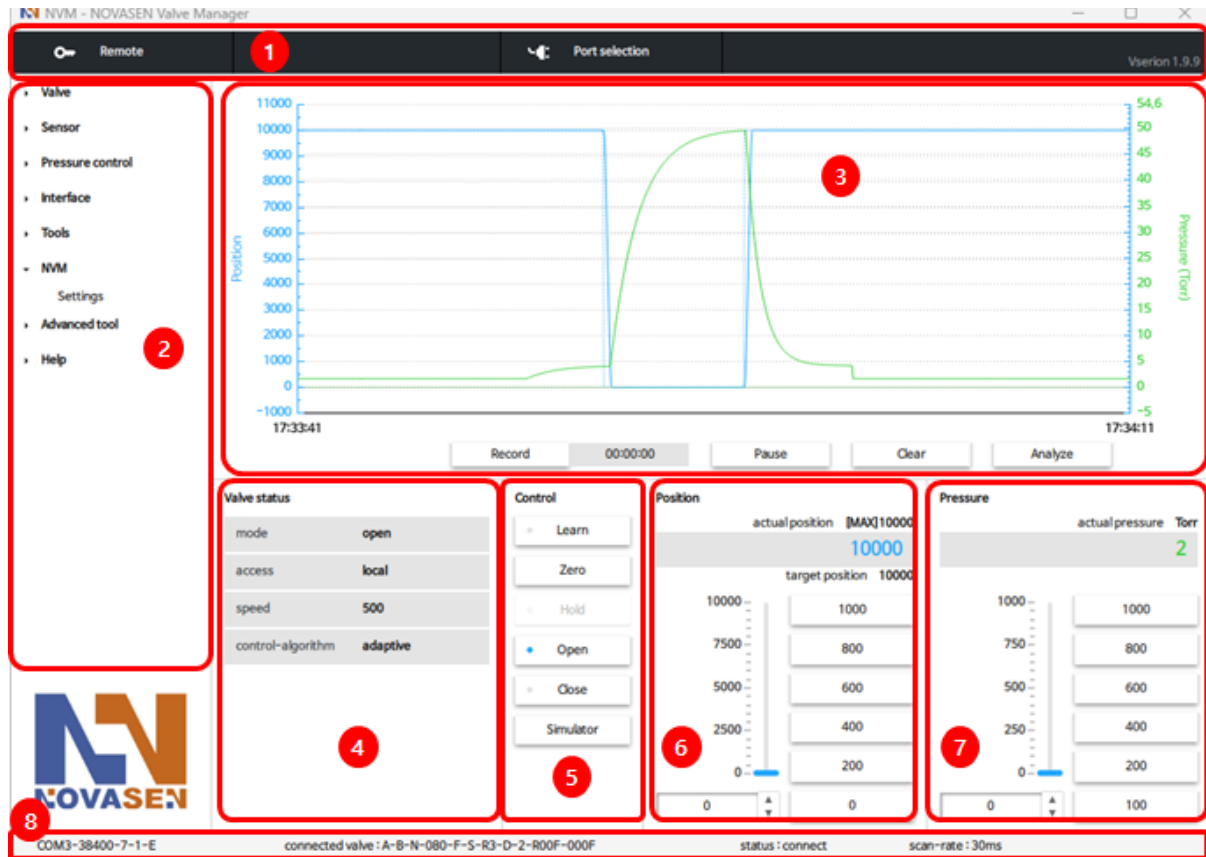 NVM - NOVASEN Valve Manager
Remote
1
Port selection
Vserion 1.9.9
Valve
Sensor
Pressure control
Interface
Tools
NVM
Settings
Advanced tool
Help
2
11000
10000
9000
8000
7000
6000
5000
4000
3000
2000
1000
0
-1000
Position
54,6
50
45
40
35
30
25
20
15
10
5
0
-5
Pressure (Torr)
3
17:33:41
17:34:11
Record
00:00:00
Pause
Clear
Analyze
Valve status
mode open
access local
speed 500
control-algorithm adaptive
4
Control
Learn
Zero
Hold
Open
Close
Simulator
5
Position
actual position [MAX]10000
10000
target position 10000
10000
7500
5000
2500
0
0
1000
800
600
400
200
0
6
Pressure
actual pressure Torr
2
1000
750
500
250
0
0
1000
800
600
400
200
100
7
NOVASEN
8
COM3-38400-7-1-E
connected valve : A-B-N-080-F-S-R3-D-2-R00F-000F
status : connect
scan-rate : 30ms